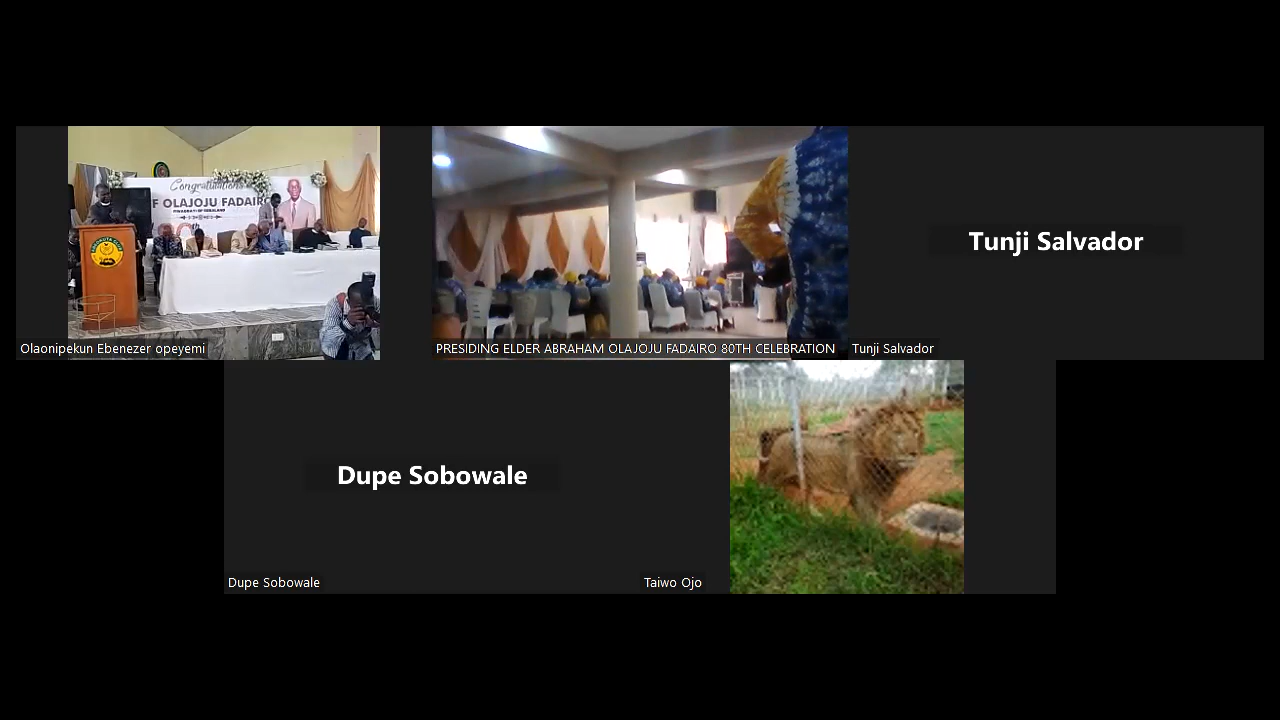 Congratulations
F OLAJOJU FADAIRO
Olaonipekun Ebenezer opeyemi
PRESIDING ELDER ABRAHAM OLAJOJU FADAIRO 80TH CELEBRATION
Tunji Salvador
Tunji Salvador
Dupe Sobowale
Dupe Sobowale
Taiwo Ojo